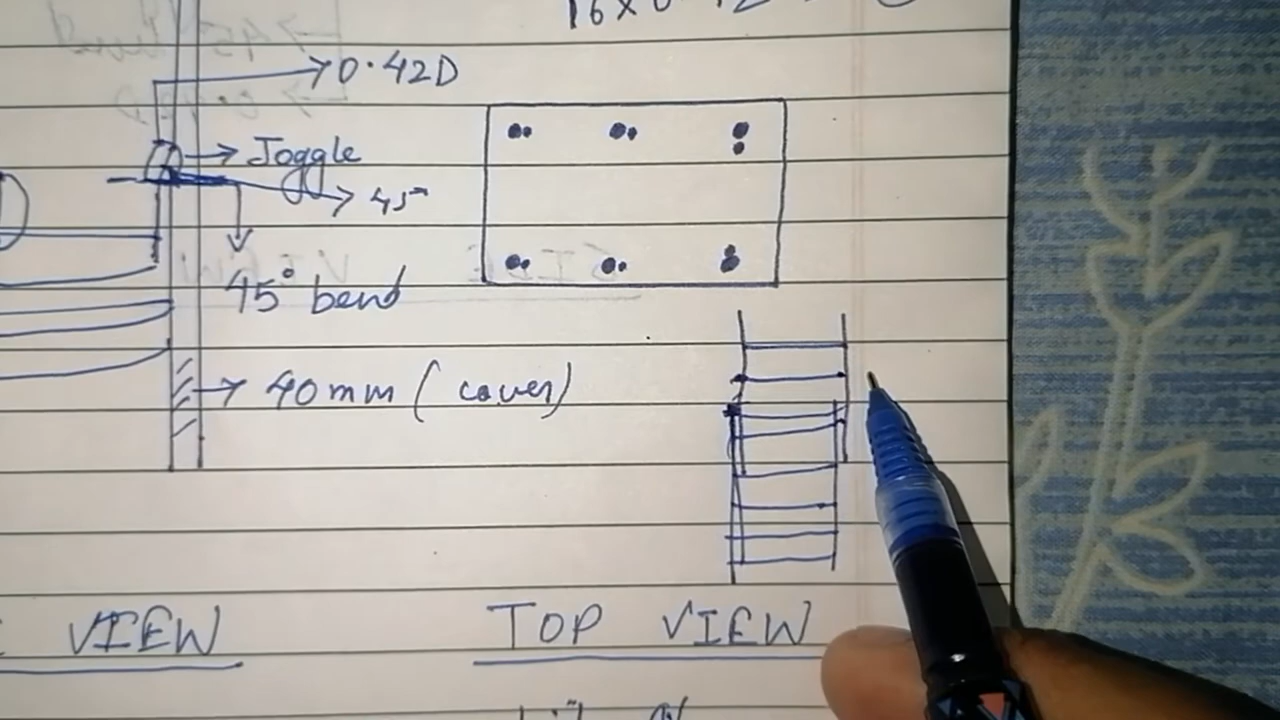 0.42D
Joggle
45°
45° bend
40mm (cover)
VIEW
TOP VIEW